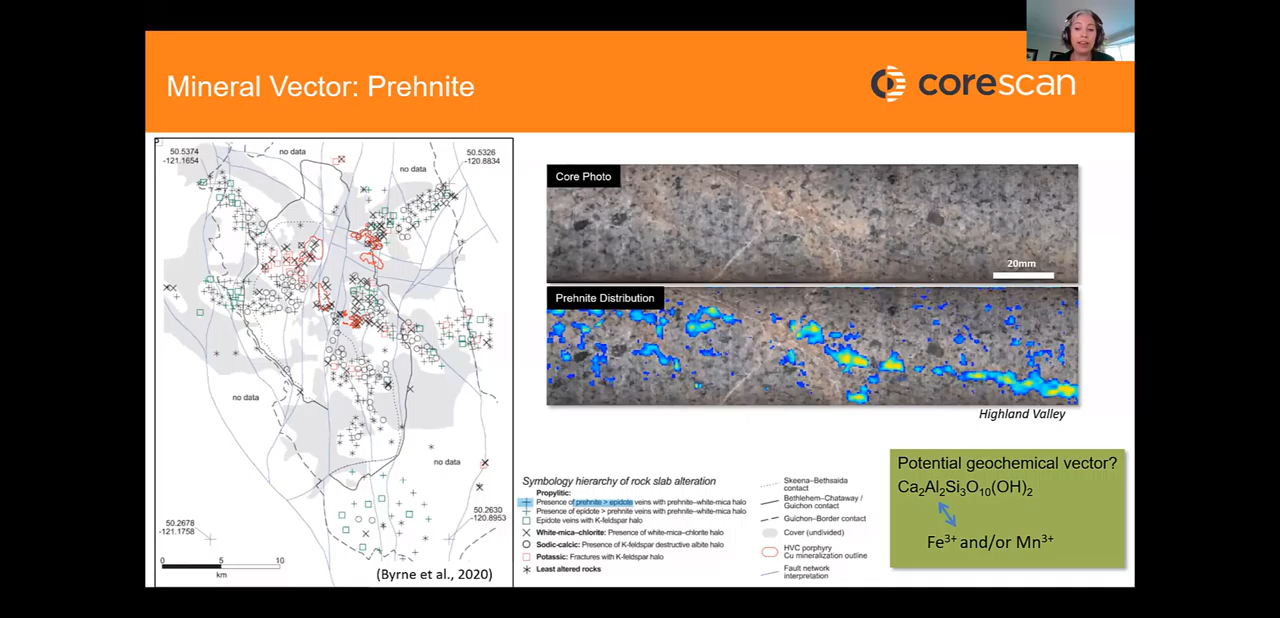 Mineral Vector: Prehnite
corescan
no data
50.5374
-121.1654
50.5326
-120.8834
no data
no data
no data
50.2678
-121.1758
50.2630
-120.8953
0 5 10
km
(Byrne et al., 2020)
Core Photo
20mm
Prehnite Distribution
Highland Valley
Symbology hierarchy of rock slab alteration
Propylitic:
Presence of prehnite > epidote veins with prehnite–white-mica halo
Presence of epidote > prehnite veins with prehnite–white-mica halo
Epidote veins with K-feldspar halo
White-mica–chlorite: Presence of white-mica–chlorite halo
Sodic-calcic: Presence of K-feldspar destructive albite halo
Potassic: Fractures with K-feldspar halo
Least altered rocks
Skeena–Bethsaida
contact
Bethlehem–Chataway /
Guichon contact
Guichon–Border contact
Cover (undivided)
HVC porphyry
Cu mineralization outline
Fault network
interpretation
Potential geochemical vector?
Ca₂Al₂Si₃O₁₀(OH)₂
Fe³⁺ and/or Mn³⁺